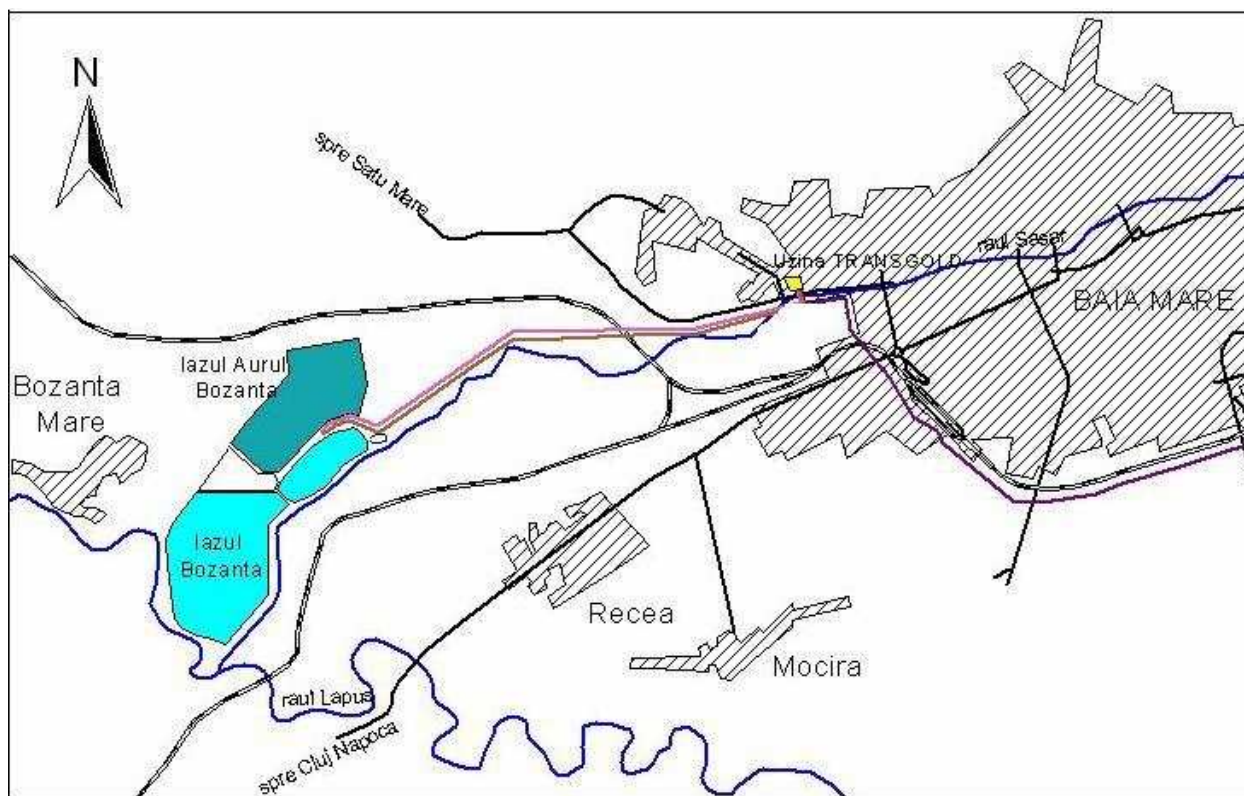 N
spre Satu Mare
raul Sasar
Uzina TRANSGOLD
BAIA MARE
Iazul Aurul
Bozanta
Bozanta
Mare
Iazul
Bozanta
Recea
Mocira
raul Lapus
spre Cluj Napoca